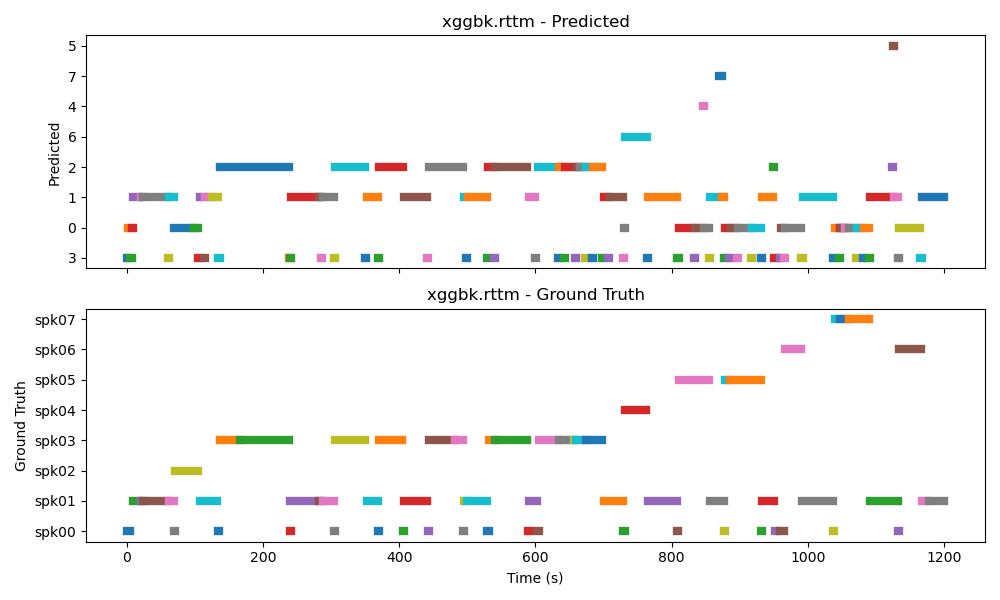 xggbk.rttm - Predicted
5
7
4
6
2
1
0
3
Predicted
xggbk.rttm - Ground Truth
spk07
spk06
spk05
spk04
spk03
spk02
spk01
spk00
Ground Truth
0 200 400 600 800 1000 1200
Time (s)